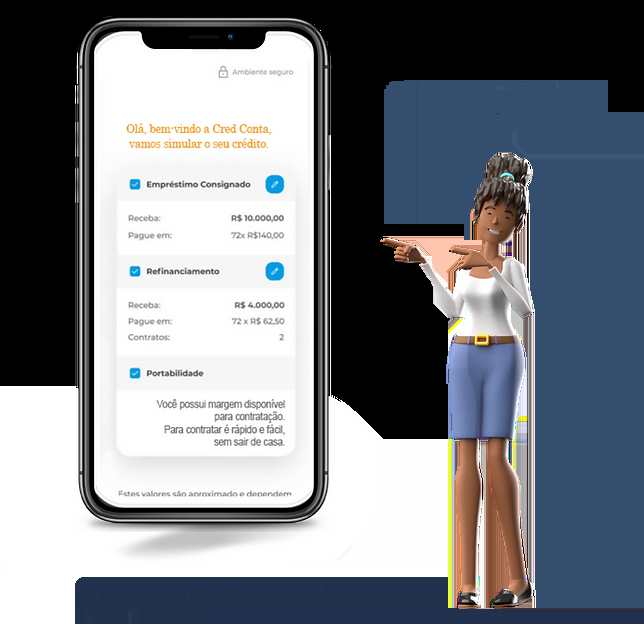 Ambiente seguro
Olá, bem-vindo a Cred Conta,
vamos simular o seu crédito.
Empréstimo Consignado
Receba: R$ 10.000,00
Pague em: 72x R$140,00
Refinanciamento
Receba: R$ 4.000,00
Pague em: 72 x R$ 62,50
Contratos: 2
Portabilidade
Você possui margem disponível
para contratação.
Para contratar é rápido e fácil,
sem sair de casa.
Estes valores são aproximado e dependem